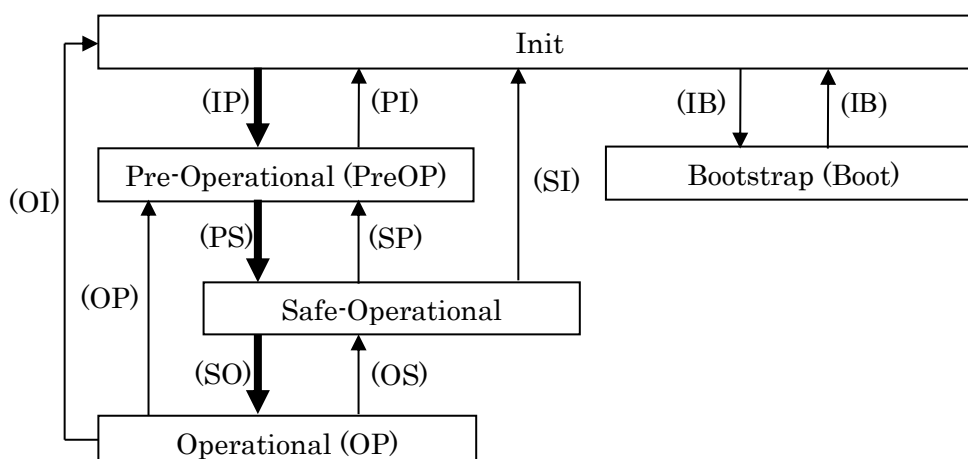 Init
(IP)
(PI)
(IB)
(IB)
Pre-Operational (PreOP)
Bootstrap (Boot)
(SI)
(OI)
(PS)
(SP)
(OP)
Safe-Operational
(SO)
(OS)
Operational (OP)